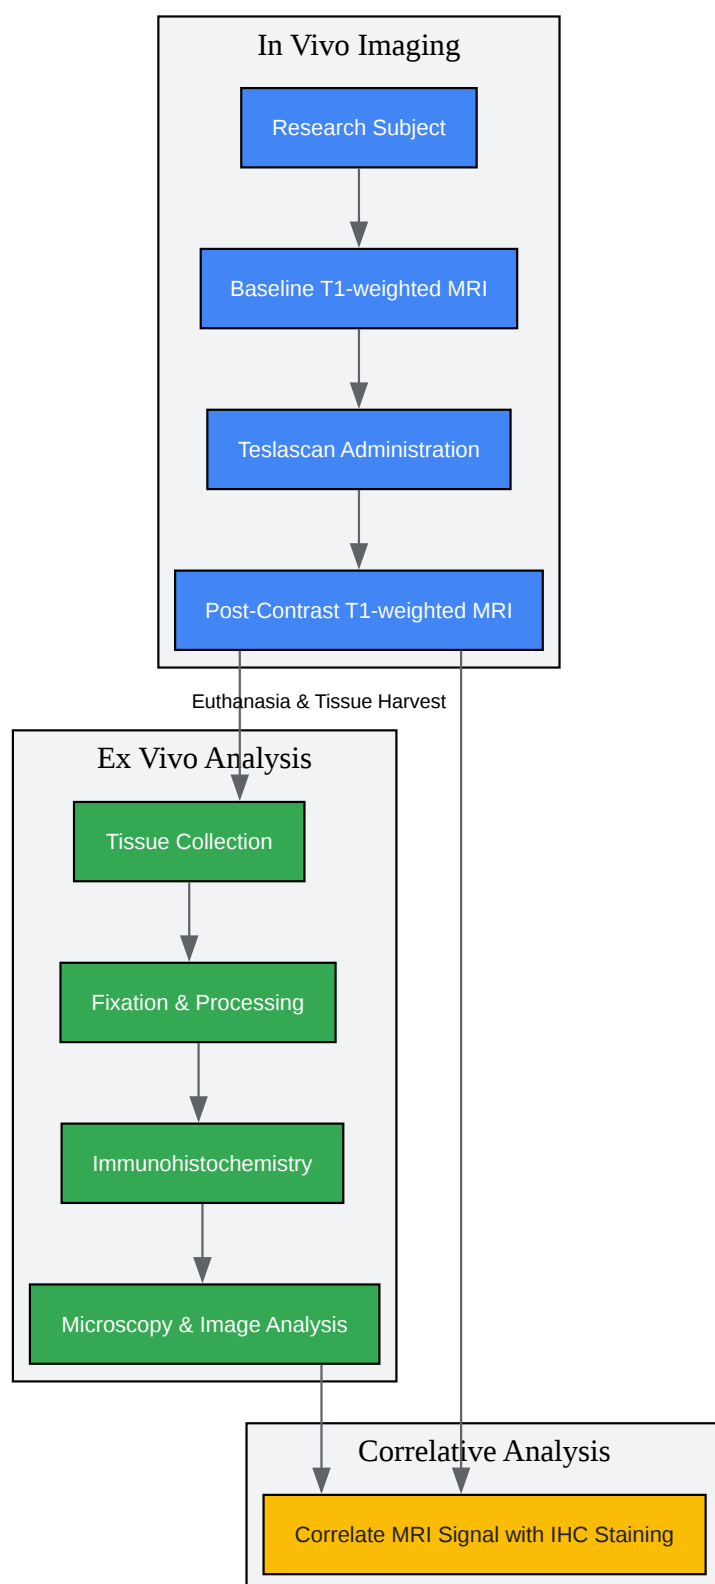 In Vivo Imaging
Research Subject
Baseline T1-weighted MRI
Teslascan Administration
Post-Contrast T1-weighted MRI
Euthanasia & Tissue Harvest
Ex Vivo Analysis
Tissue Collection
Fixation & Processing
Immunohistochemistry
Microscopy & Image Analysis
Correlative Analysis
Correlate MRI Signal with IHC Staining